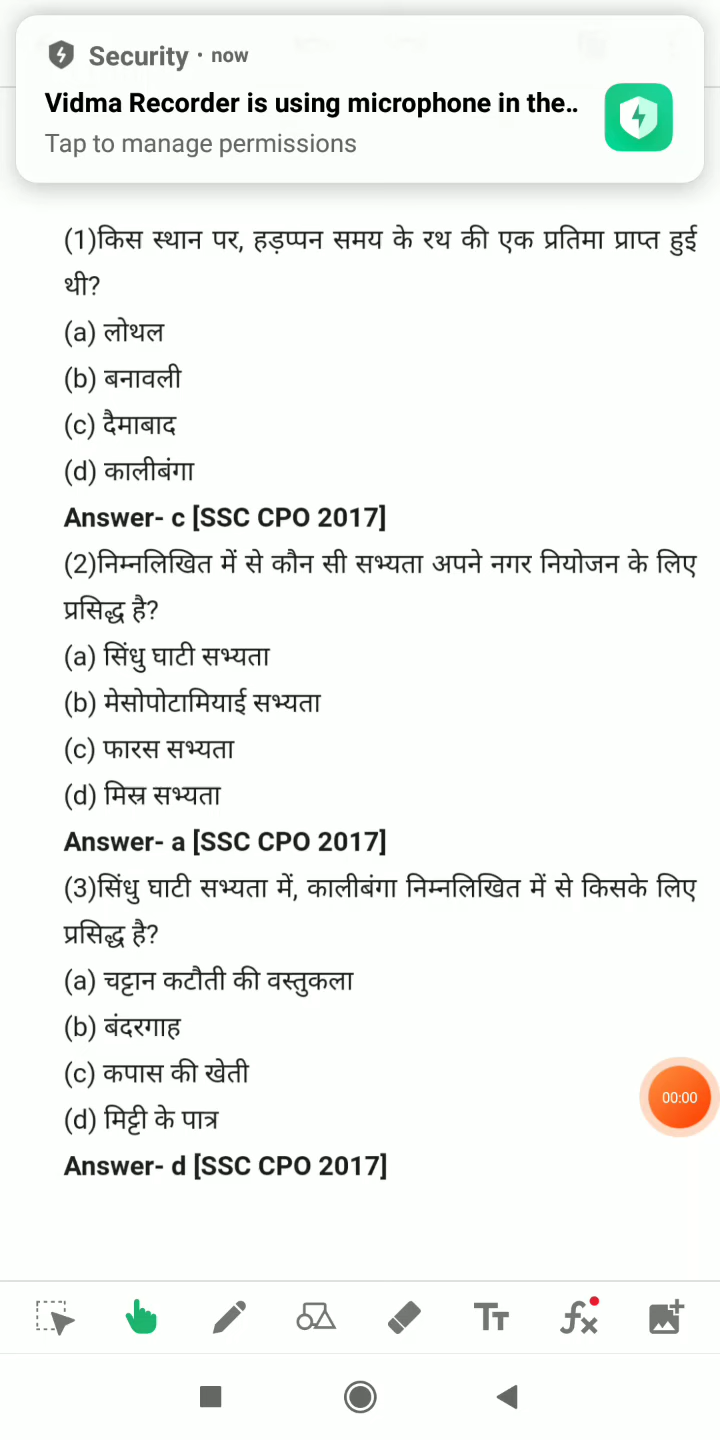 Security · now
Vidma Recorder is using microphone in the..
Tap to manage permissions
(1)किस स्थान पर, हड़प्पन समय के रथ की एक प्रतिमा प्राप्त हुई
थी?
(a) लोथल
(b) बनावली
(c) दैमाबाद
(d) कालीबंगा
Answer- c [SSC CPO 2017]
(2)निम्नलिखित में से कौन सी सभ्यता अपने नगर नियोजन के लिए
प्रसिद्ध है?
(a) सिंधु घाटी सभ्यता
(b) मेसोपोटामियाई सभ्यता
(c) फारस सभ्यता
(d) मिस्र सभ्यता
Answer- a [SSC CPO 2017]
(3)सिंधु घाटी सभ्यता में, कालीबंगा निम्नलिखित में से किसके लिए
प्रसिद्ध है?
(a) चट्टान कटौती की वस्तुकला
(b) बंदरगाह
(c) कपास की खेती
(d) मिट्टी के पात्र
00:00
Answer- d [SSC CPO 2017]
TT
fx